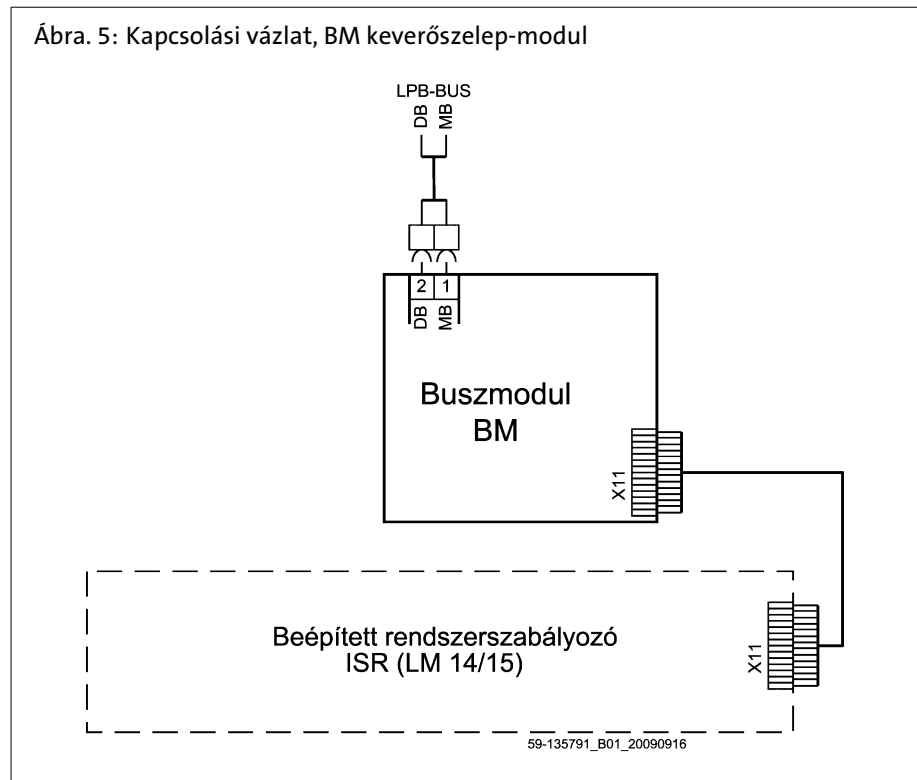 Ábra. 5: Kapcsolási vázlat, BM keverőszelep-modul
LPB-BUS
DB MB
2 1
DB MB
Buszmodul
BM
X11
Beépített rendszerszabályozó
ISR (LM 14/15)
X11
59-135791_B01_20090916